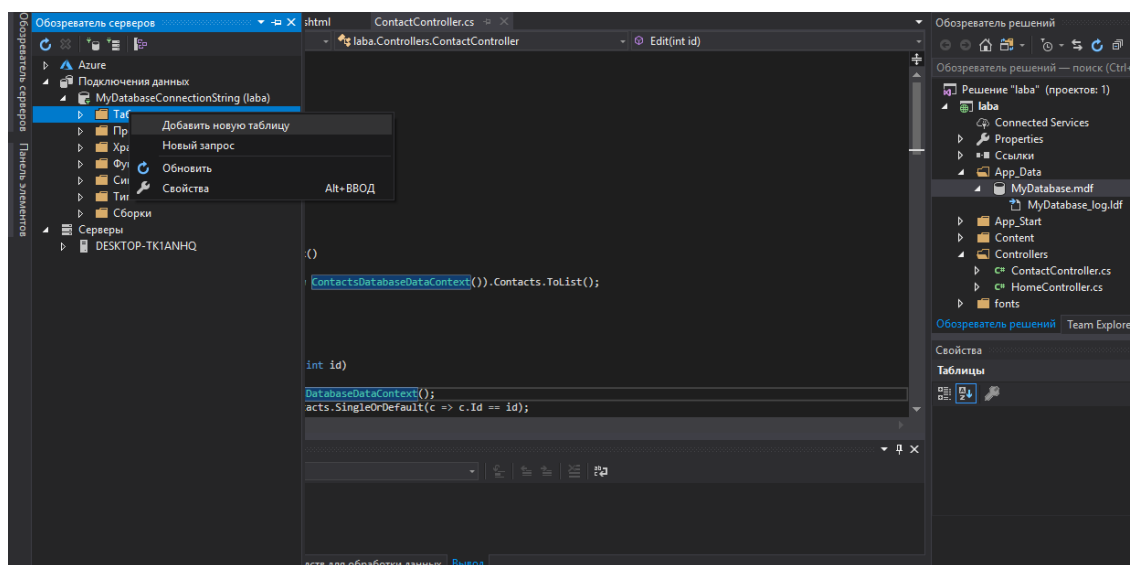 Обозреватель серверов
Панель элементов
Обозреватель серверов
Azure
Подключения данных
MyDatabaseConnectionString (laba)
Сборки
Серверы
DESKTOP-TK1ANHQ
Добавить новую таблицу
Новый запрос
Обновить
Свойства Alt+ВВОД
shtml ContactController.cs
laba.Controllers.ContactController Edit(int id)
()
ContactsDatabaseDataContext()).Contacts.ToList();
int id)
DatabaseDataContext();
acts.SingleOrDefault(c => c.Id == id);
для обработки данных Вывод
Обозреватель решений
Обозреватель решений — поиск (Ctrl+
Решение "laba" (проектов: 1)
laba
Connected Services
Properties
Ссылки
App_Data
MyDatabase.mdf
MyDatabase_log.ldf
App_Start
Content
Controllers
C# ContactController.cs
C# HomeController.cs
fonts
Обозреватель решений Team Explore
Свойства
Таблицы